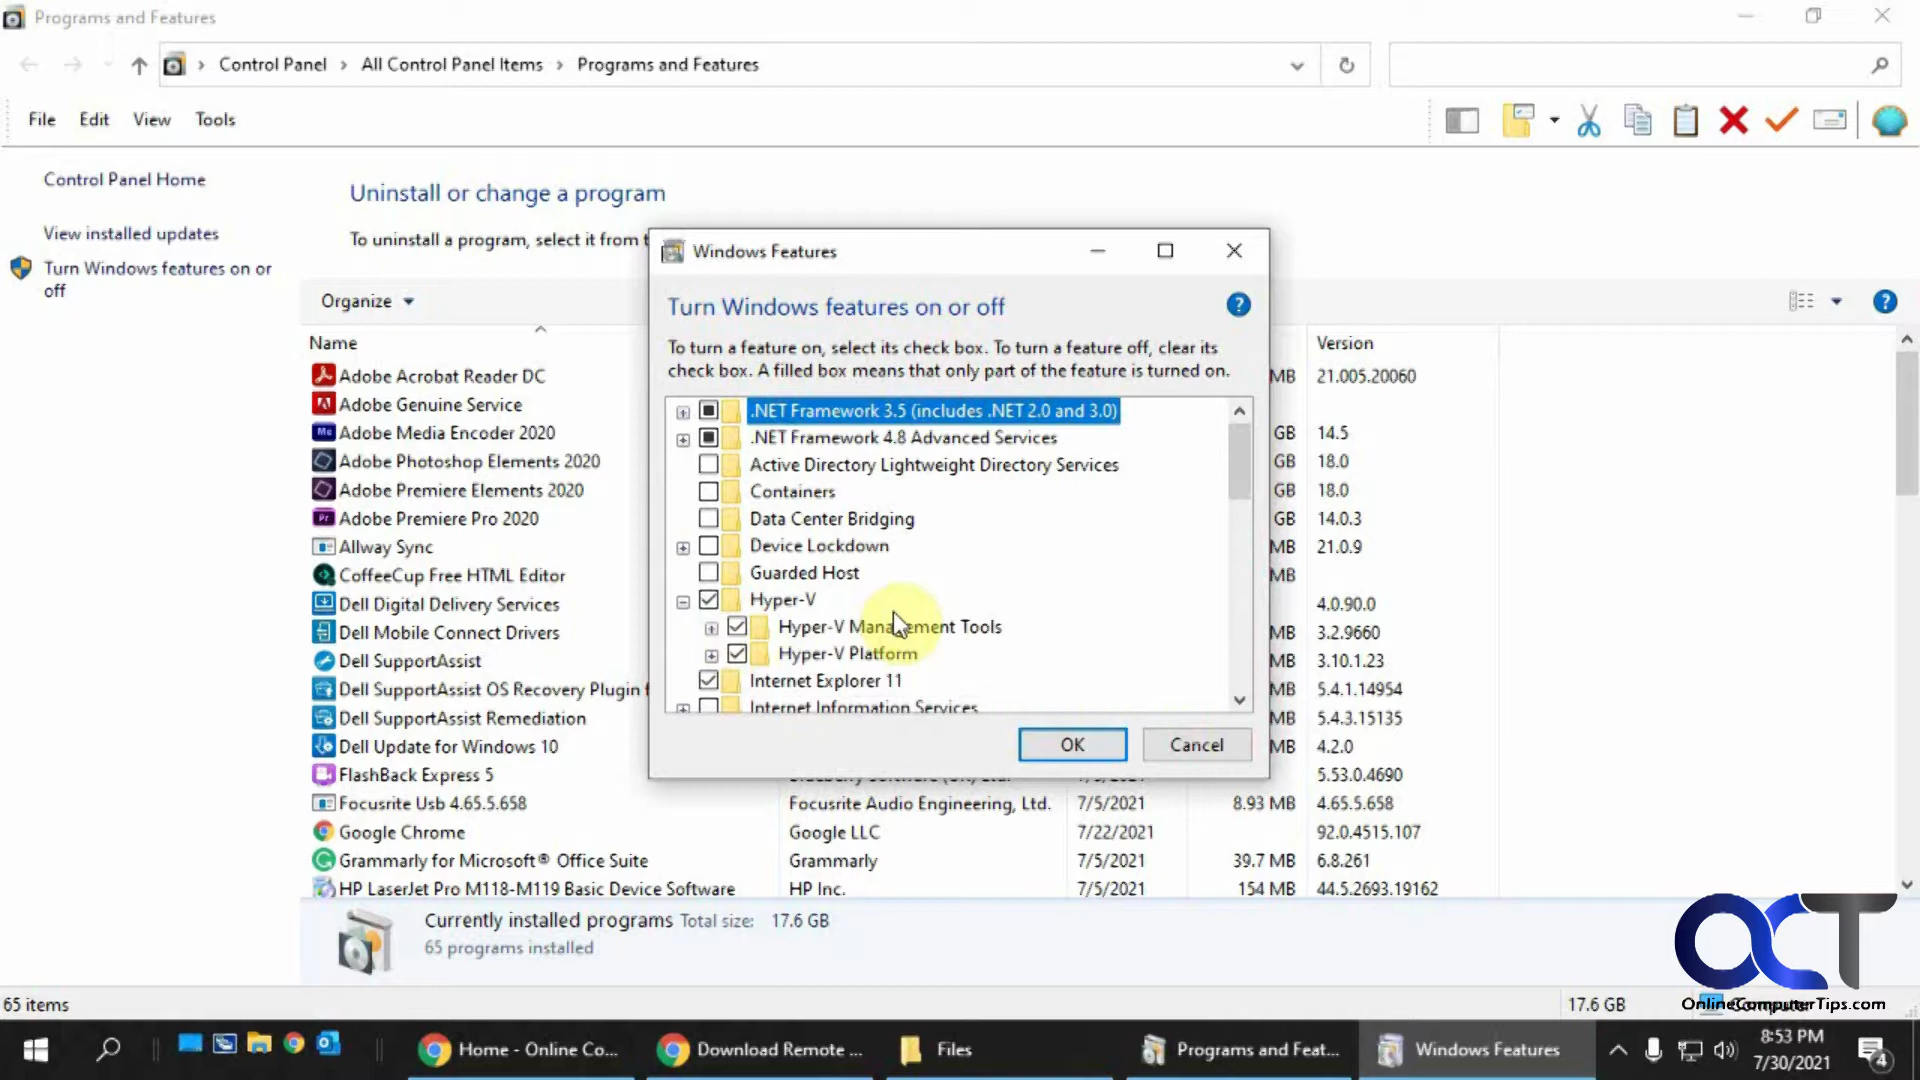 Programs and Features
Control Panel › All Control Panel Items › Programs and Features
File Edit View Tools
Control Panel Home
View installed updates
Turn Windows features on or
off
Uninstall or change a program
To uninstall a program, select it from t
Organize
Name
Version
Adobe Acrobat Reader DC MB 21.005.20060
Adobe Genuine Service
Adobe Media Encoder 2020 GB 14.5
Adobe Photoshop Elements 2020 GB 18.0
Adobe Premiere Elements 2020 GB 18.0
Adobe Premiere Pro 2020 GB 14.0.3
Allway Sync MB 21.0.9
CoffeeCup Free HTML Editor MB
Dell Digital Delivery Services MB 4.0.90.0
Dell Mobile Connect Drivers MB 3.2.9660
Dell SupportAssist MB 3.10.1.23
Dell SupportAssist OS Recovery Plugin f MB 5.4.1.14954
Dell SupportAssist Remediation MB 5.4.3.15135
Dell Update for Windows 10 MB 4.2.0
FlashBack Express 5 5.53.0.4690
Focusrite Usb 4.65.5.658 Focusrite Audio Engineering, Ltd. 7/5/2021 8.93 MB 4.65.5.658
Google Chrome Google LLC 7/22/2021 92.0.4515.107
Grammarly for Microsoft® Office Suite Grammarly 7/5/2021 39.7 MB 6.8.261
HP LaserJet Pro M118-M119 Basic Device Software HP Inc. 7/5/2021 154 MB 44.5.2693.19162
Windows Features
Turn Windows features on or off
To turn a feature on, select its check box. To turn a feature off, clear its
check box. A filled box means that only part of the feature is turned on.
.NET Framework 3.5 (includes .NET 2.0 and 3.0)
.NET Framework 4.8 Advanced Services
Active Directory Lightweight Directory Services
Containers
Data Center Bridging
Device Lockdown
Guarded Host
Hyper-V
Hyper-V Management Tools
Hyper-V Platform
Internet Explorer 11
Internet Information Services
OK Cancel
Currently installed programs Total size: 17.6 GB
65 programs installed
OCT
OnlineComputerTips.com
65 items 17.6 GB
Home - Online Co... Download Remote ... Files Programs and Feat... Windows Features
8:53 PM
7/30/2021
4